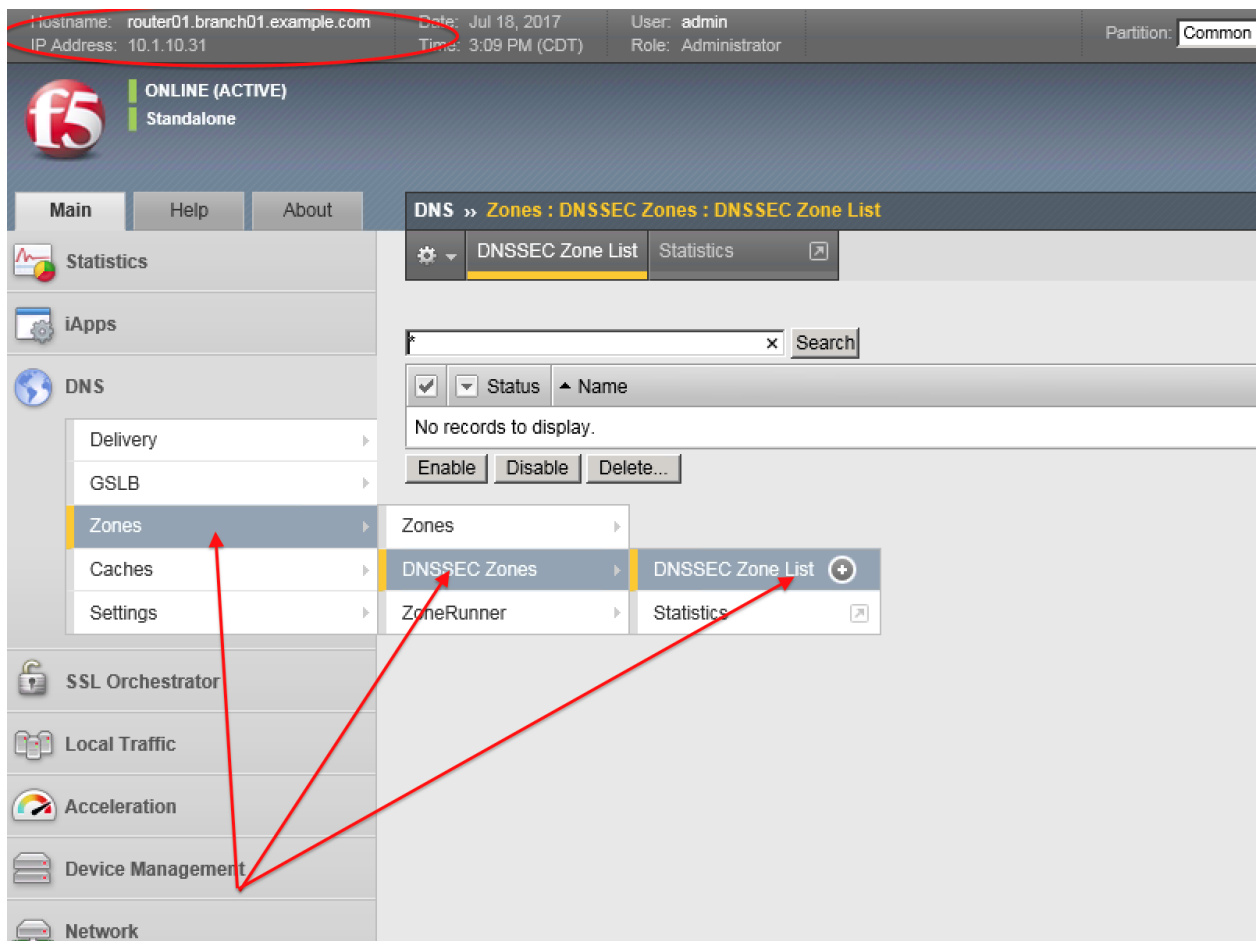 Hostname: router01.branch01.example.com Date: Jul 18, 2017 User: admin
IP Address: 10.1.10.31 Time: 3:09 PM (CDT) Role: Administrator
Partition: Common
f5
ONLINE (ACTIVE)
Standalone
Main Help About
DNS ›› Zones : DNSSEC Zones : DNSSEC Zone List
DNSSEC Zone List Statistics
Statistics
iApps
* × Search
DNS
Status Name
No records to display.
Enable Disable Delete...
Delivery
GSLB
Zones Zones
Caches DNSSEC Zones DNSSEC Zone List
Settings ZoneRunner Statistics
SSL Orchestrator
Local Traffic
Acceleration
Device Management
Network